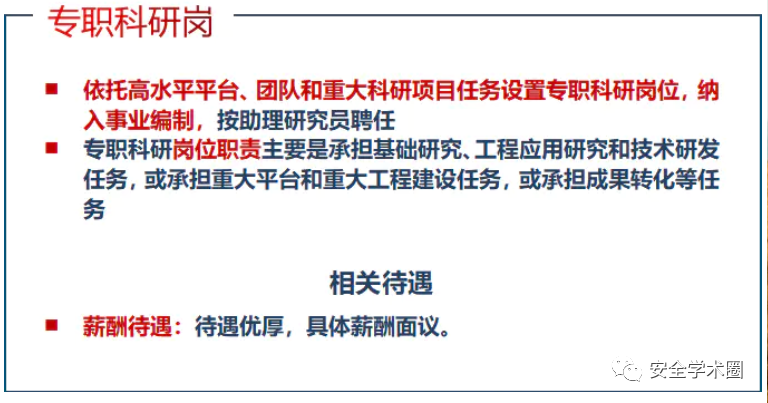 专职科研岗
依托高水平平台、团队和重大科研项目任务设置专职科研岗位，纳
入事业编制，按助理研究员聘任
专职科研岗位职责主要是承担基础研究、工程应用研究和技术研发
任务，或承担重大平台和重大工程建设任务，或承担成果转化等任
务
相关待遇
薪酬待遇：待遇优厚，具体薪酬面议。
安全学术圈